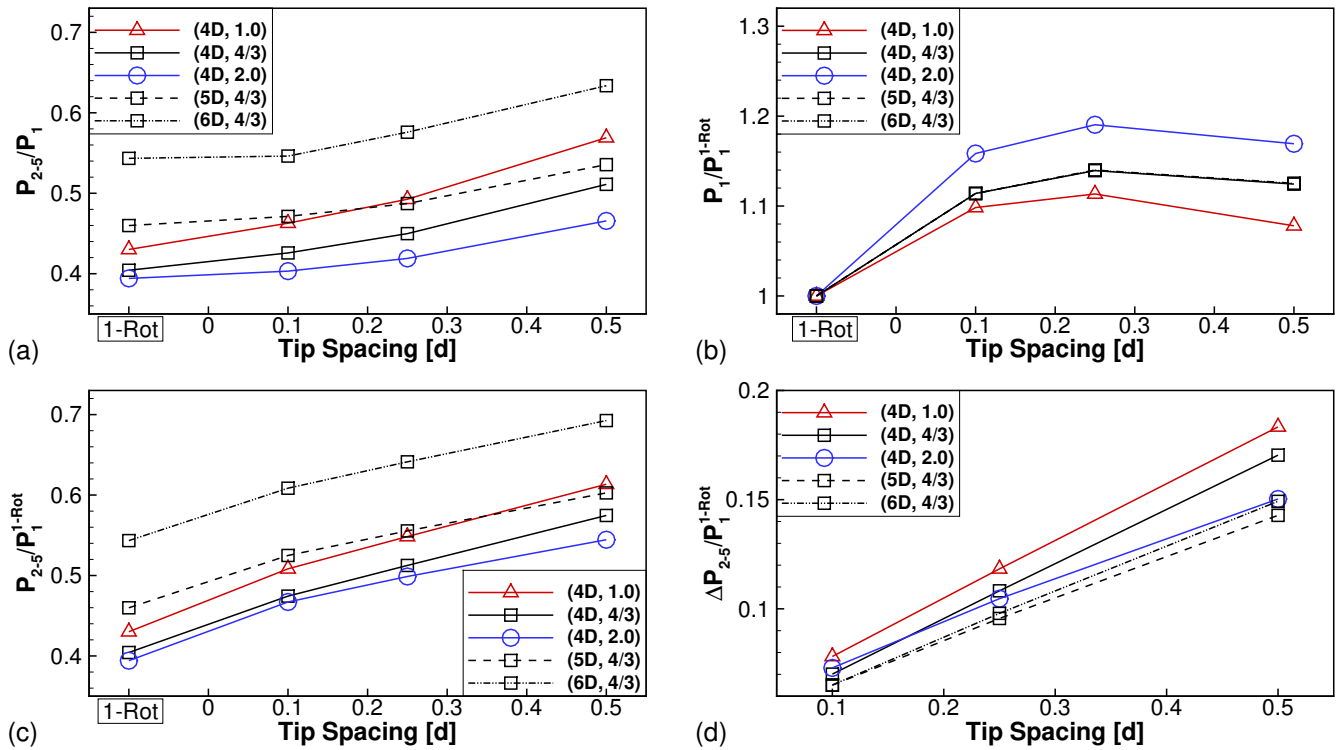 0.7
0.6
0.5
0.4
P2-5/P1
(4D, 1.0)
(4D, 4/3)
(4D, 2.0)
(5D, 4/3)
(6D, 4/3)
1-Rot 0 0.1 0.2 0.3 0.4 0.5
Tip Spacing [d]
(a)
1.3
1.2
1.1
1
P1/P1^1-Rot
(4D, 1.0)
(4D, 4/3)
(4D, 2.0)
(5D, 4/3)
(6D, 4/3)
1-Rot 0 0.1 0.2 0.3 0.4 0.5
Tip Spacing [d]
(b)
0.7
0.6
0.5
0.4
P2-5/P1^1-Rot
(4D, 1.0)
(4D, 4/3)
(4D, 2.0)
(5D, 4/3)
(6D, 4/3)
1-Rot 0 0.1 0.2 0.3 0.4 0.5
Tip Spacing [d]
(c)
0.2
0.15
0.1
ΔP2-5/P1^1-Rot
(4D, 1.0)
(4D, 4/3)
(4D, 2.0)
(5D, 4/3)
(6D, 4/3)
0.1 0.2 0.3 0.4 0.5
Tip Spacing [d]
(d)